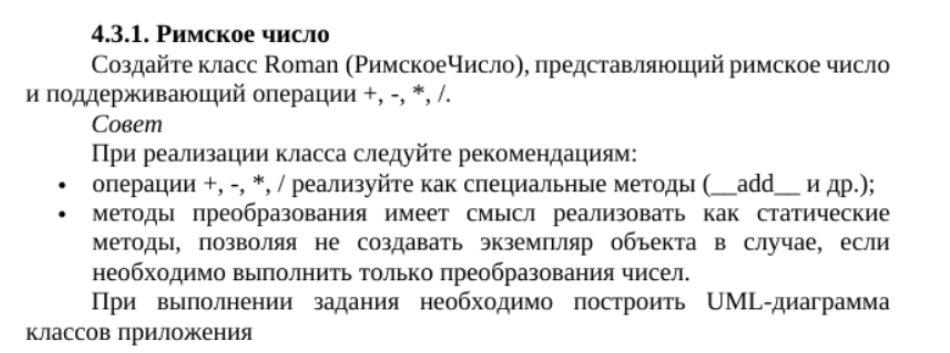 4.3.1. Римское число
Создайте класс Roman (РимскоеЧисло), представляющий римское число
и поддерживающий операции +, -, *, /.
Совет
При реализации класса следуйте рекомендациям:
• операции +, -, *, / реализуйте как специальные методы (__add__ и др.);
• методы преобразования имеет смысл реализовать как статические
методы, позволяя не создавать экземпляр объекта в случае, если
необходимо выполнить только преобразования чисел.
При выполнении задания необходимо построить UML-диаграмма
классов приложения